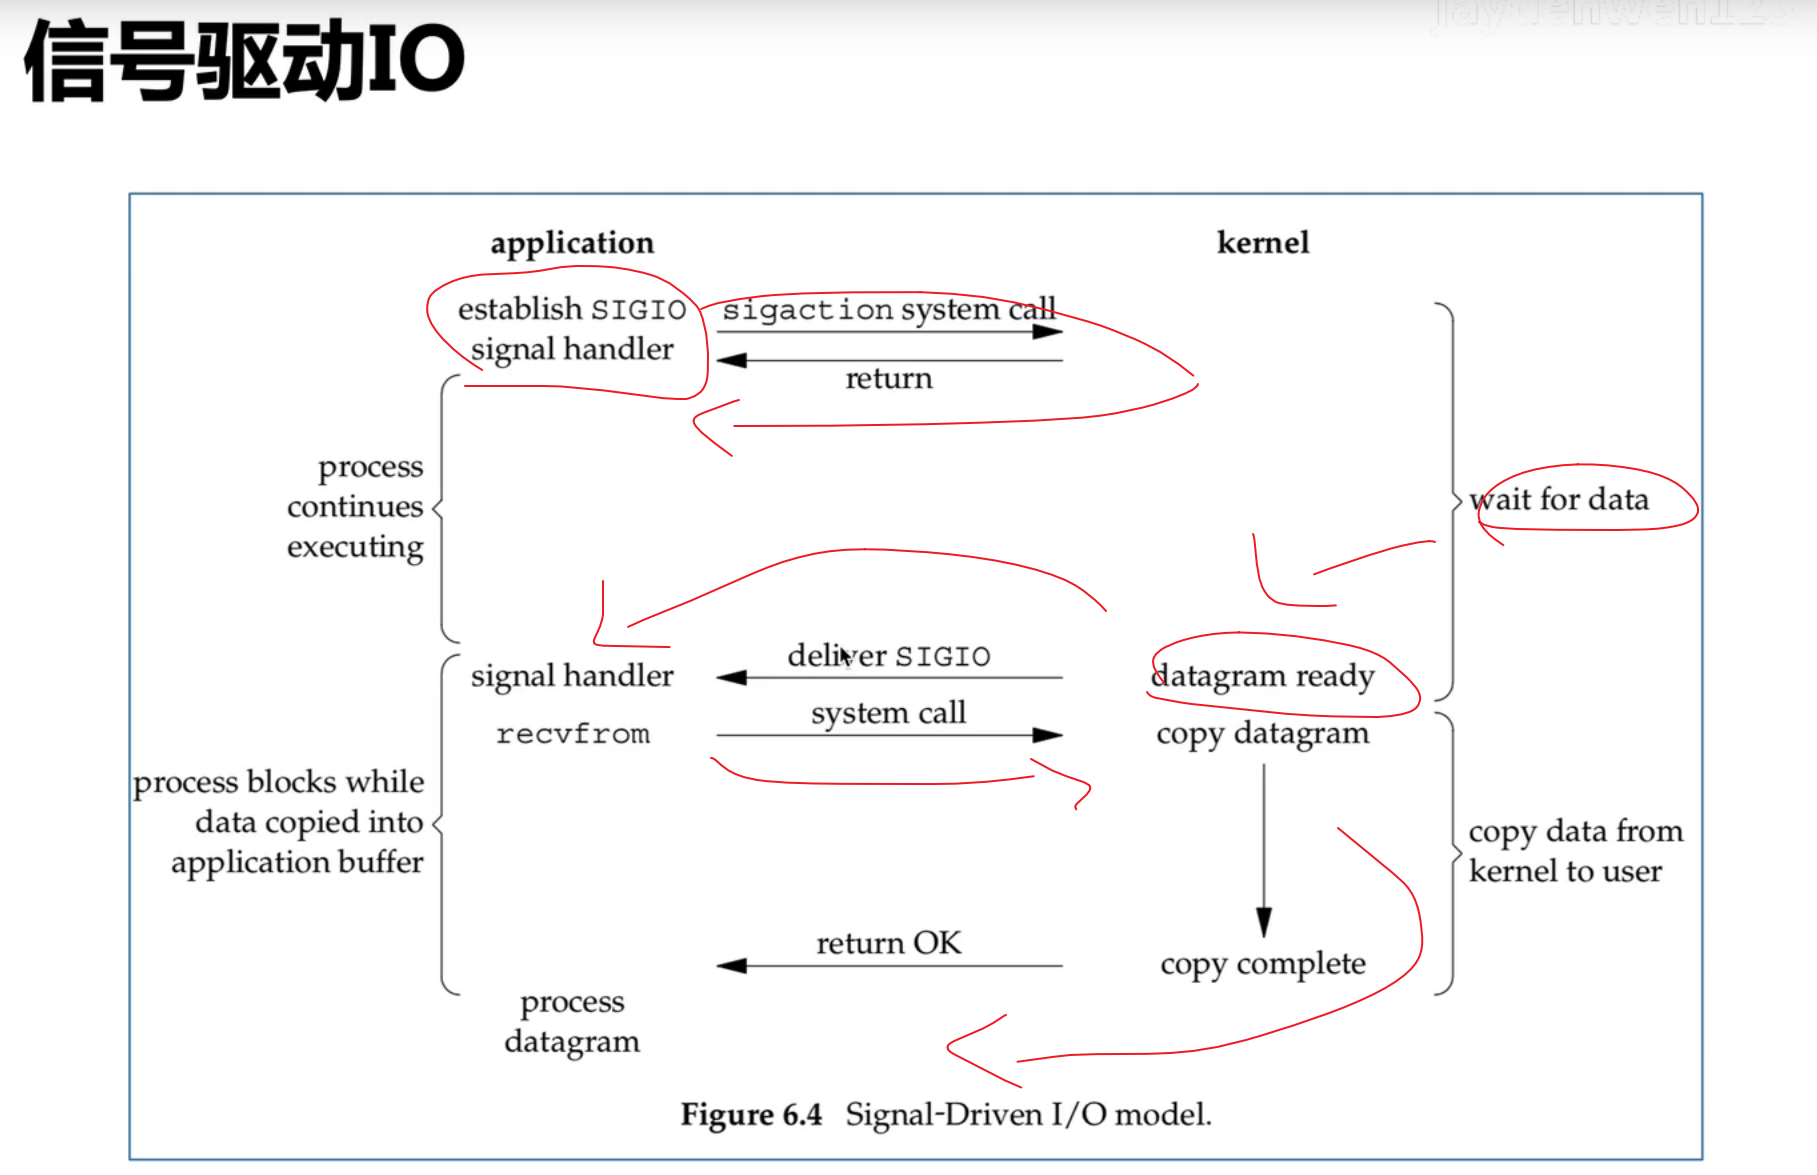 jaydenwen123
信号驱动IO
application
kernel
establish SIGIO
signal handler
sigaction system call
return
process
continues
executing
wait for data
signal handler
deliver SIGIO
datagram ready
recvfrom
system call
copy datagram
process blocks while
data copied into
application buffer
copy data from
kernel to user
return OK
copy complete
process
datagram
Figure 6.4 Signal-Driven I/O model.